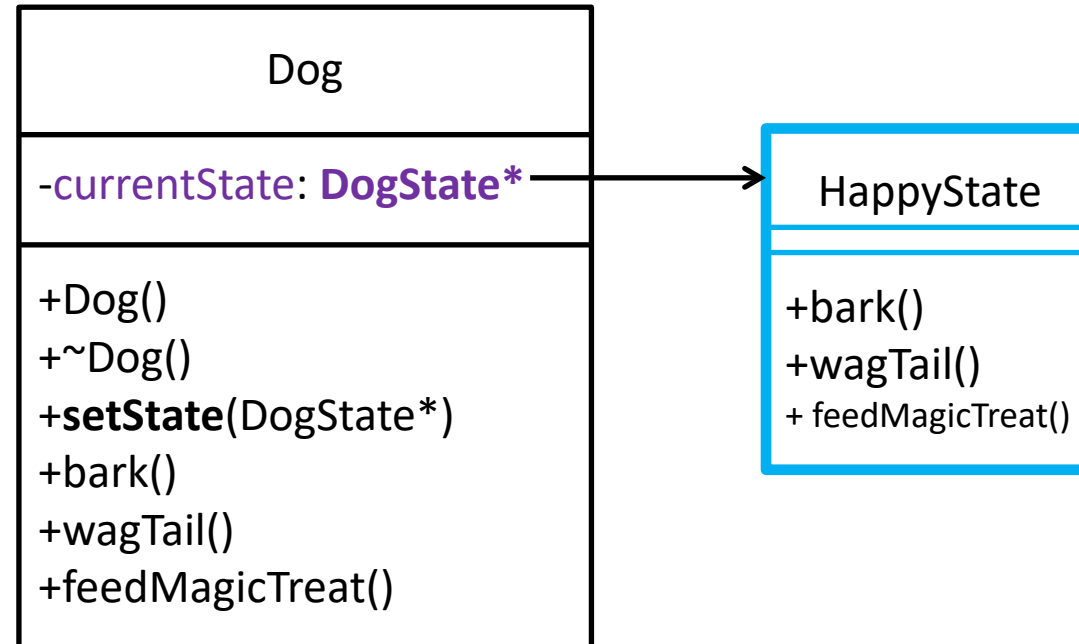 Dog
-currentState: DogState*
+Dog()
+~Dog()
+setState(DogState*)
+bark()
+wagTail()
+feedMagicTreat()
HappyState
+bark()
+wagTail()
+ feedMagicTreat()